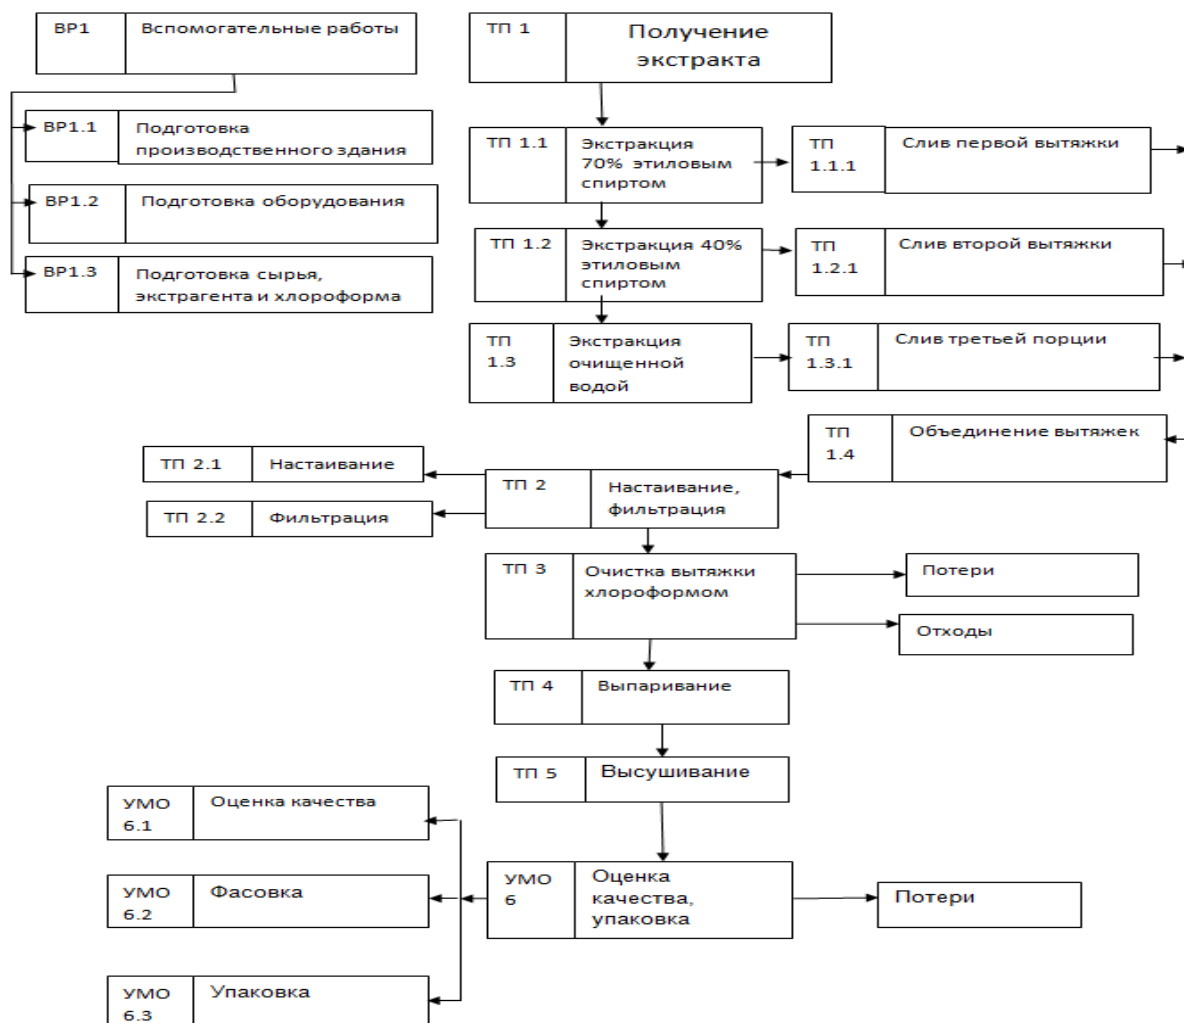 ВР1
Вспомогательные работы
ТП 1
Получение
экстракта
ВР1.1
Подготовка
производственного здания
ТП 1.1
Экстракция
70% этиловым
спиртом
ТП
1.1.1
Слив первой вытяжки
ВР1.2
Подготовка оборудования
ТП 1.2
Экстракция 40%
этиловым
спиртом
ТП
1.2.1
Слив второй вытяжки
ВР1.3
Подготовка сырья,
экстрагента и хлороформа
ТП
1.3
Экстракция
очищенной
водой
ТП
1.3.1
Слив третьей порции
ТП
1.4
Объединение вытяжек
ТП 2.1
Настаивание
ТП 2
Настаивание,
фильтрация
ТП 2.2
Фильтрация
ТП 3
Очистка вытяжки
хлороформом
Потери
Отходы
ТП 4
Выпаривание
ТП 5
Высушивание
УМО
6.1
Оценка качества
УМО
6
Оценка
качества,
упаковка
Потери
УМО
6.2
Фасовка
УМО
6.3
Упаковка